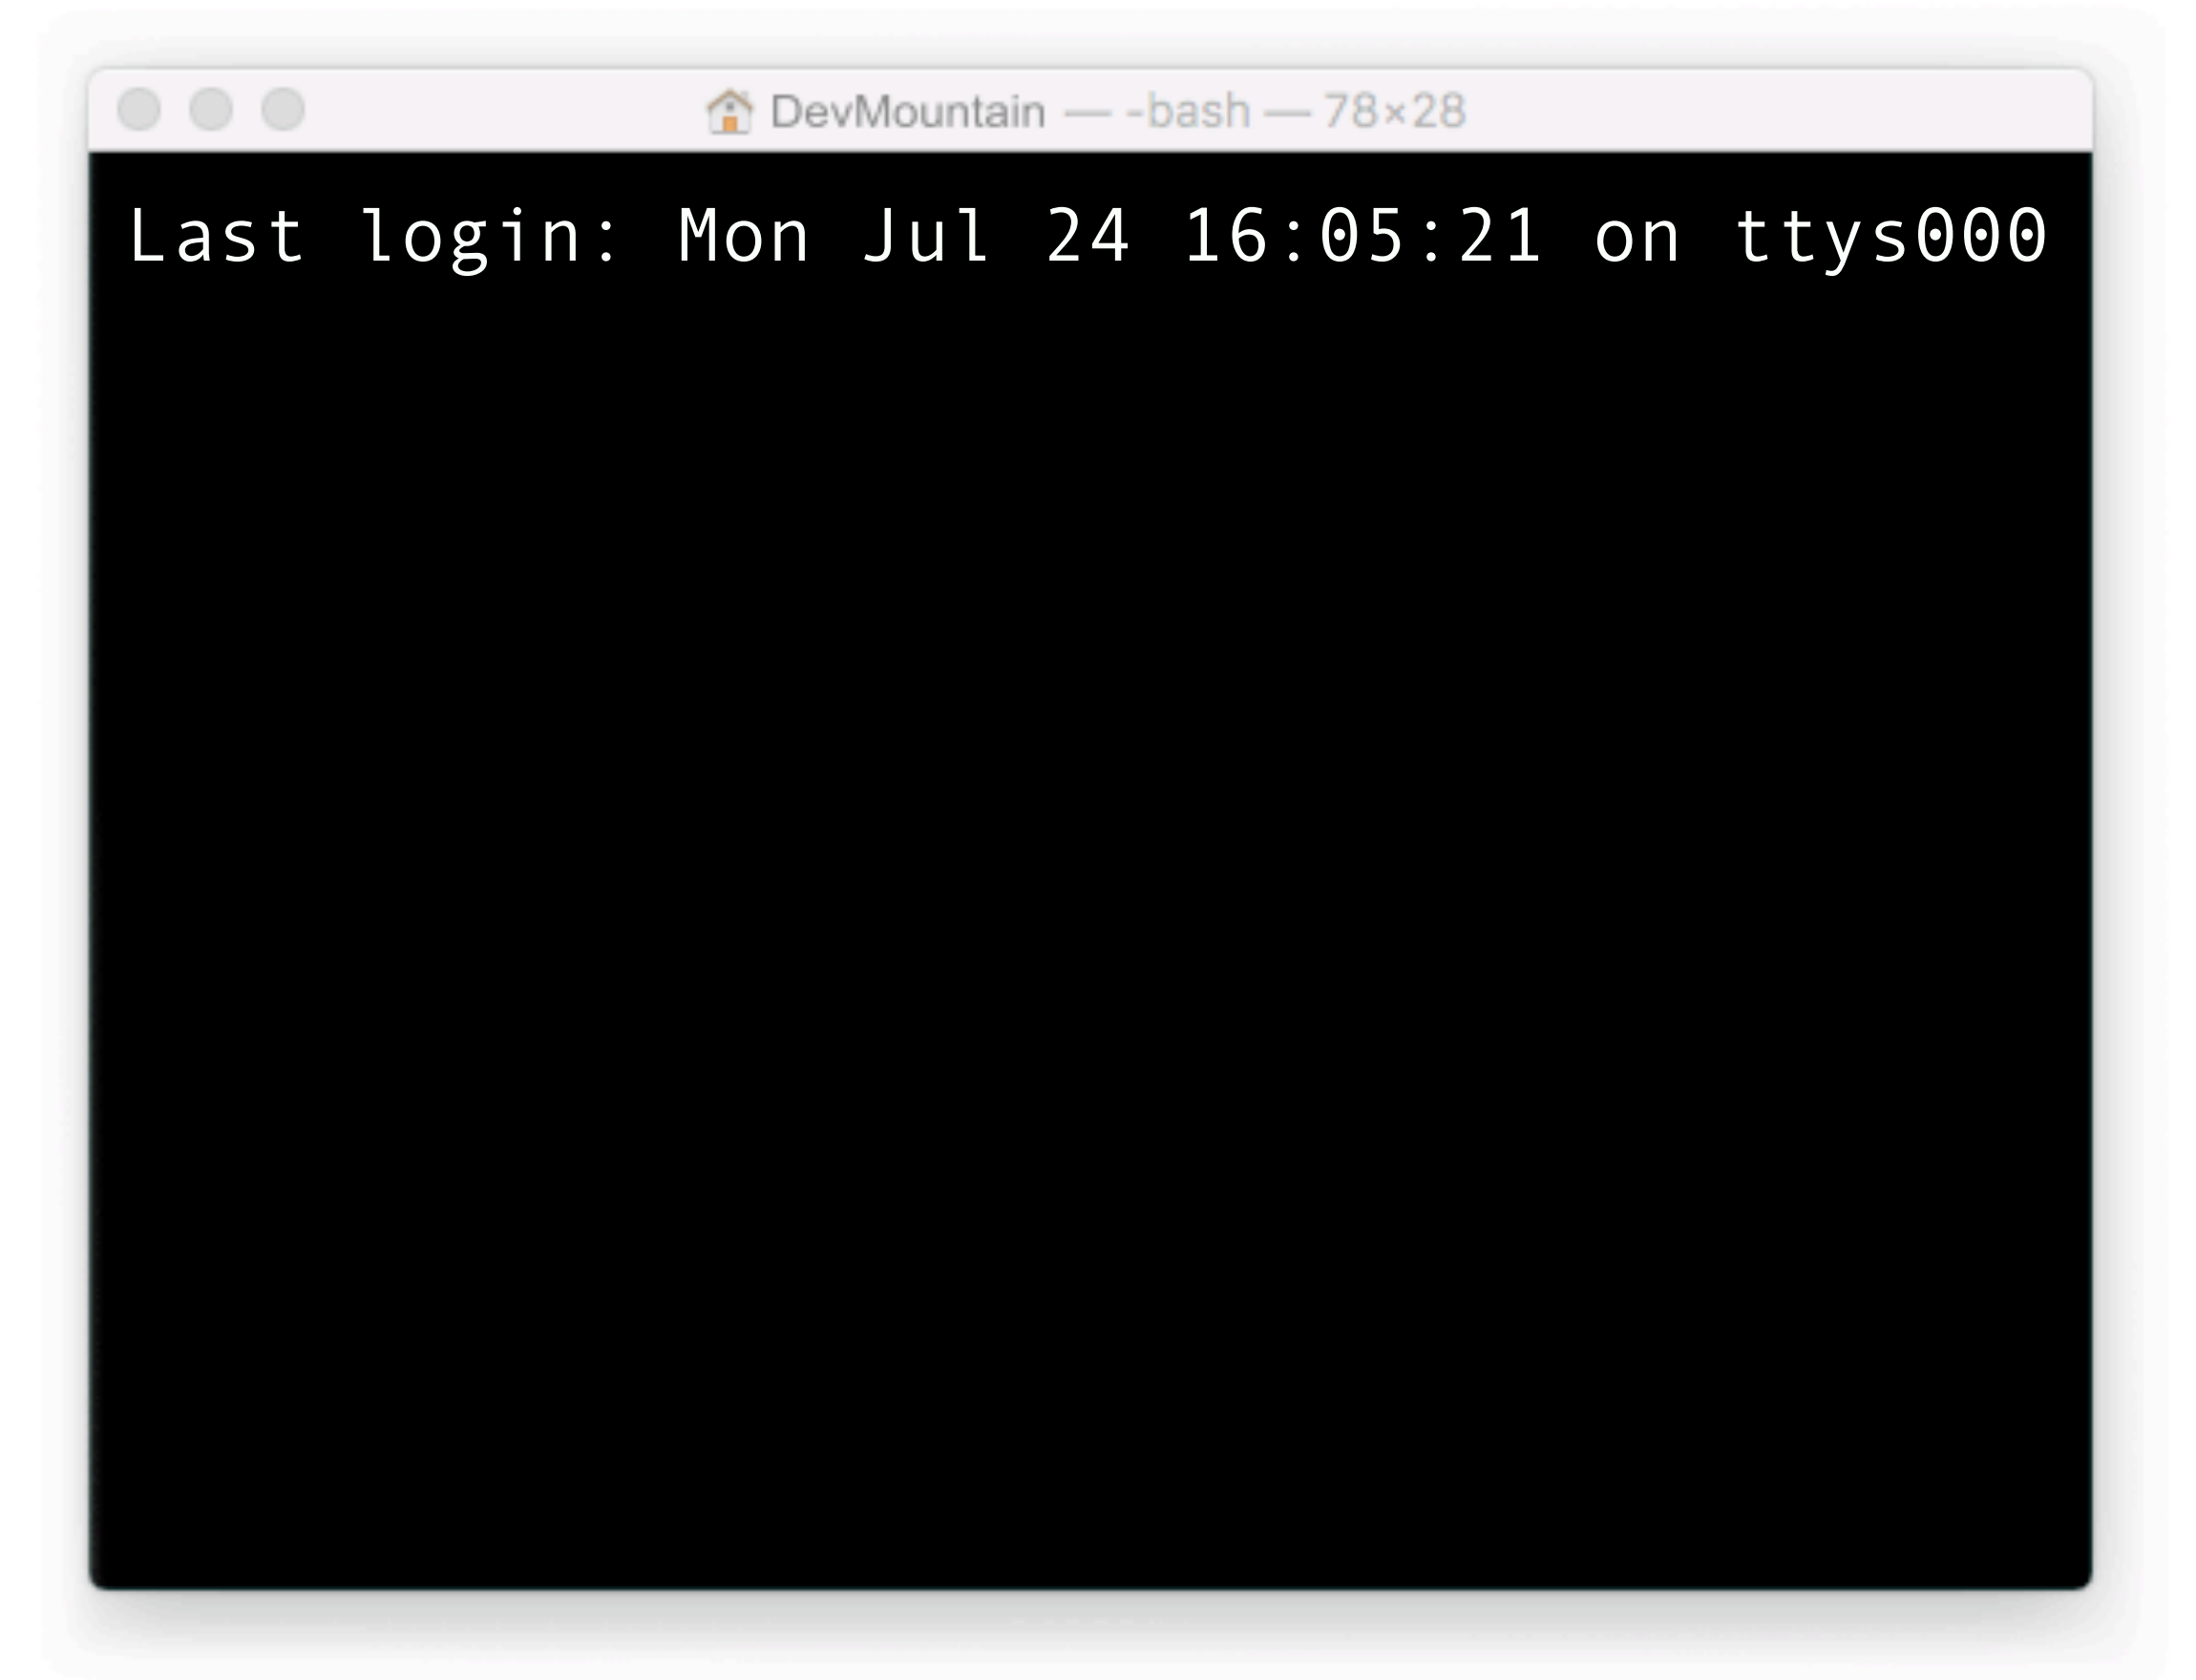 DevMountain — -bash — 78×28
Last login: Mon Jul 24 16:05:21 on ttys000